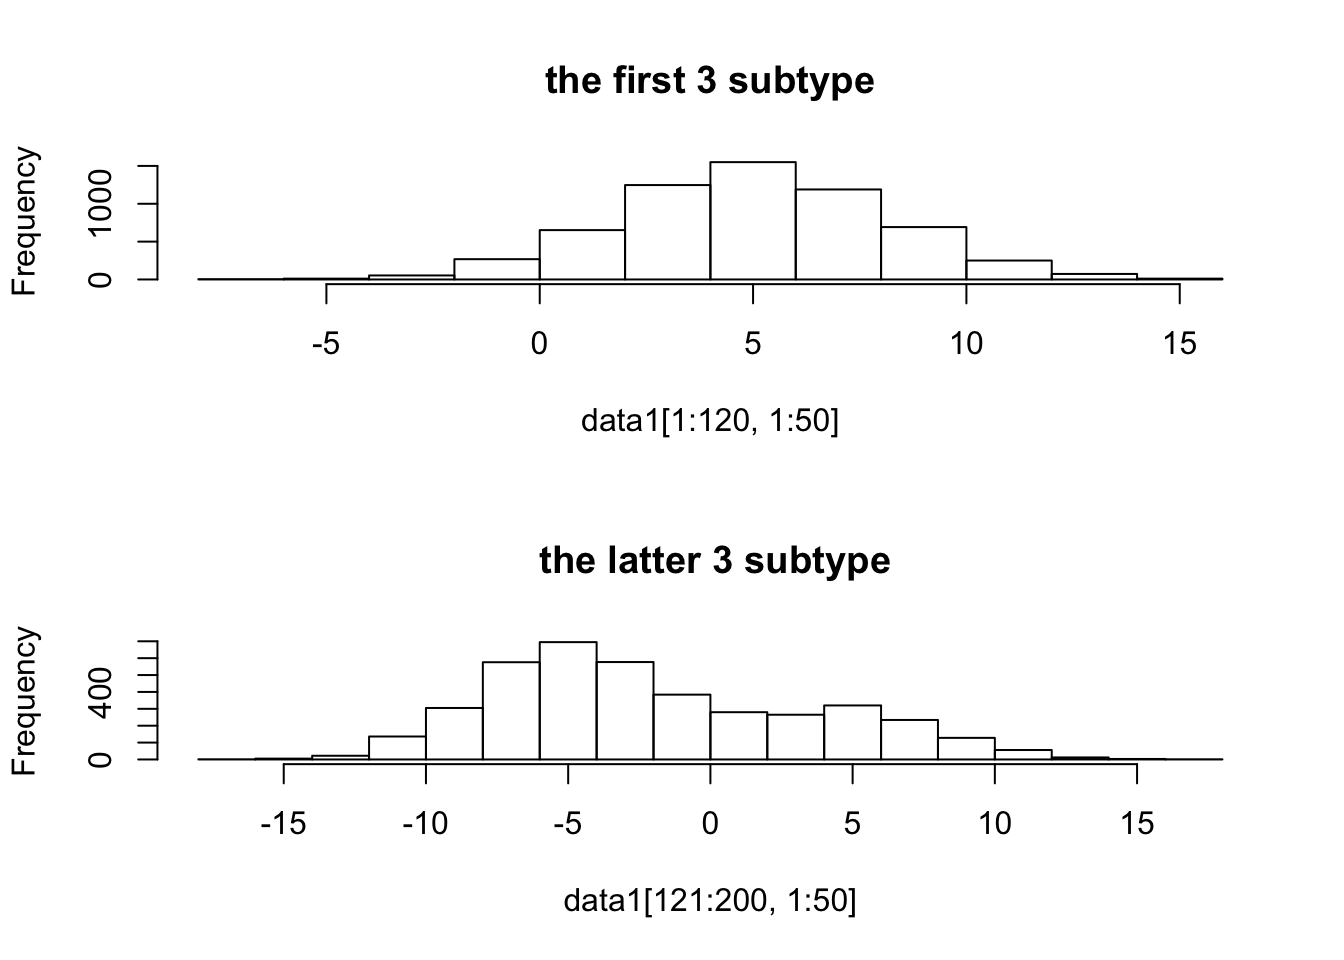 the first 3 subtype
Frequency
1000
0
-5 0 5 10 15
data1[1:120, 1:50]
the latter 3 subtype
Frequency
400
0
-15 -10 -5 0 5 10 15
data1[121:200, 1:50]